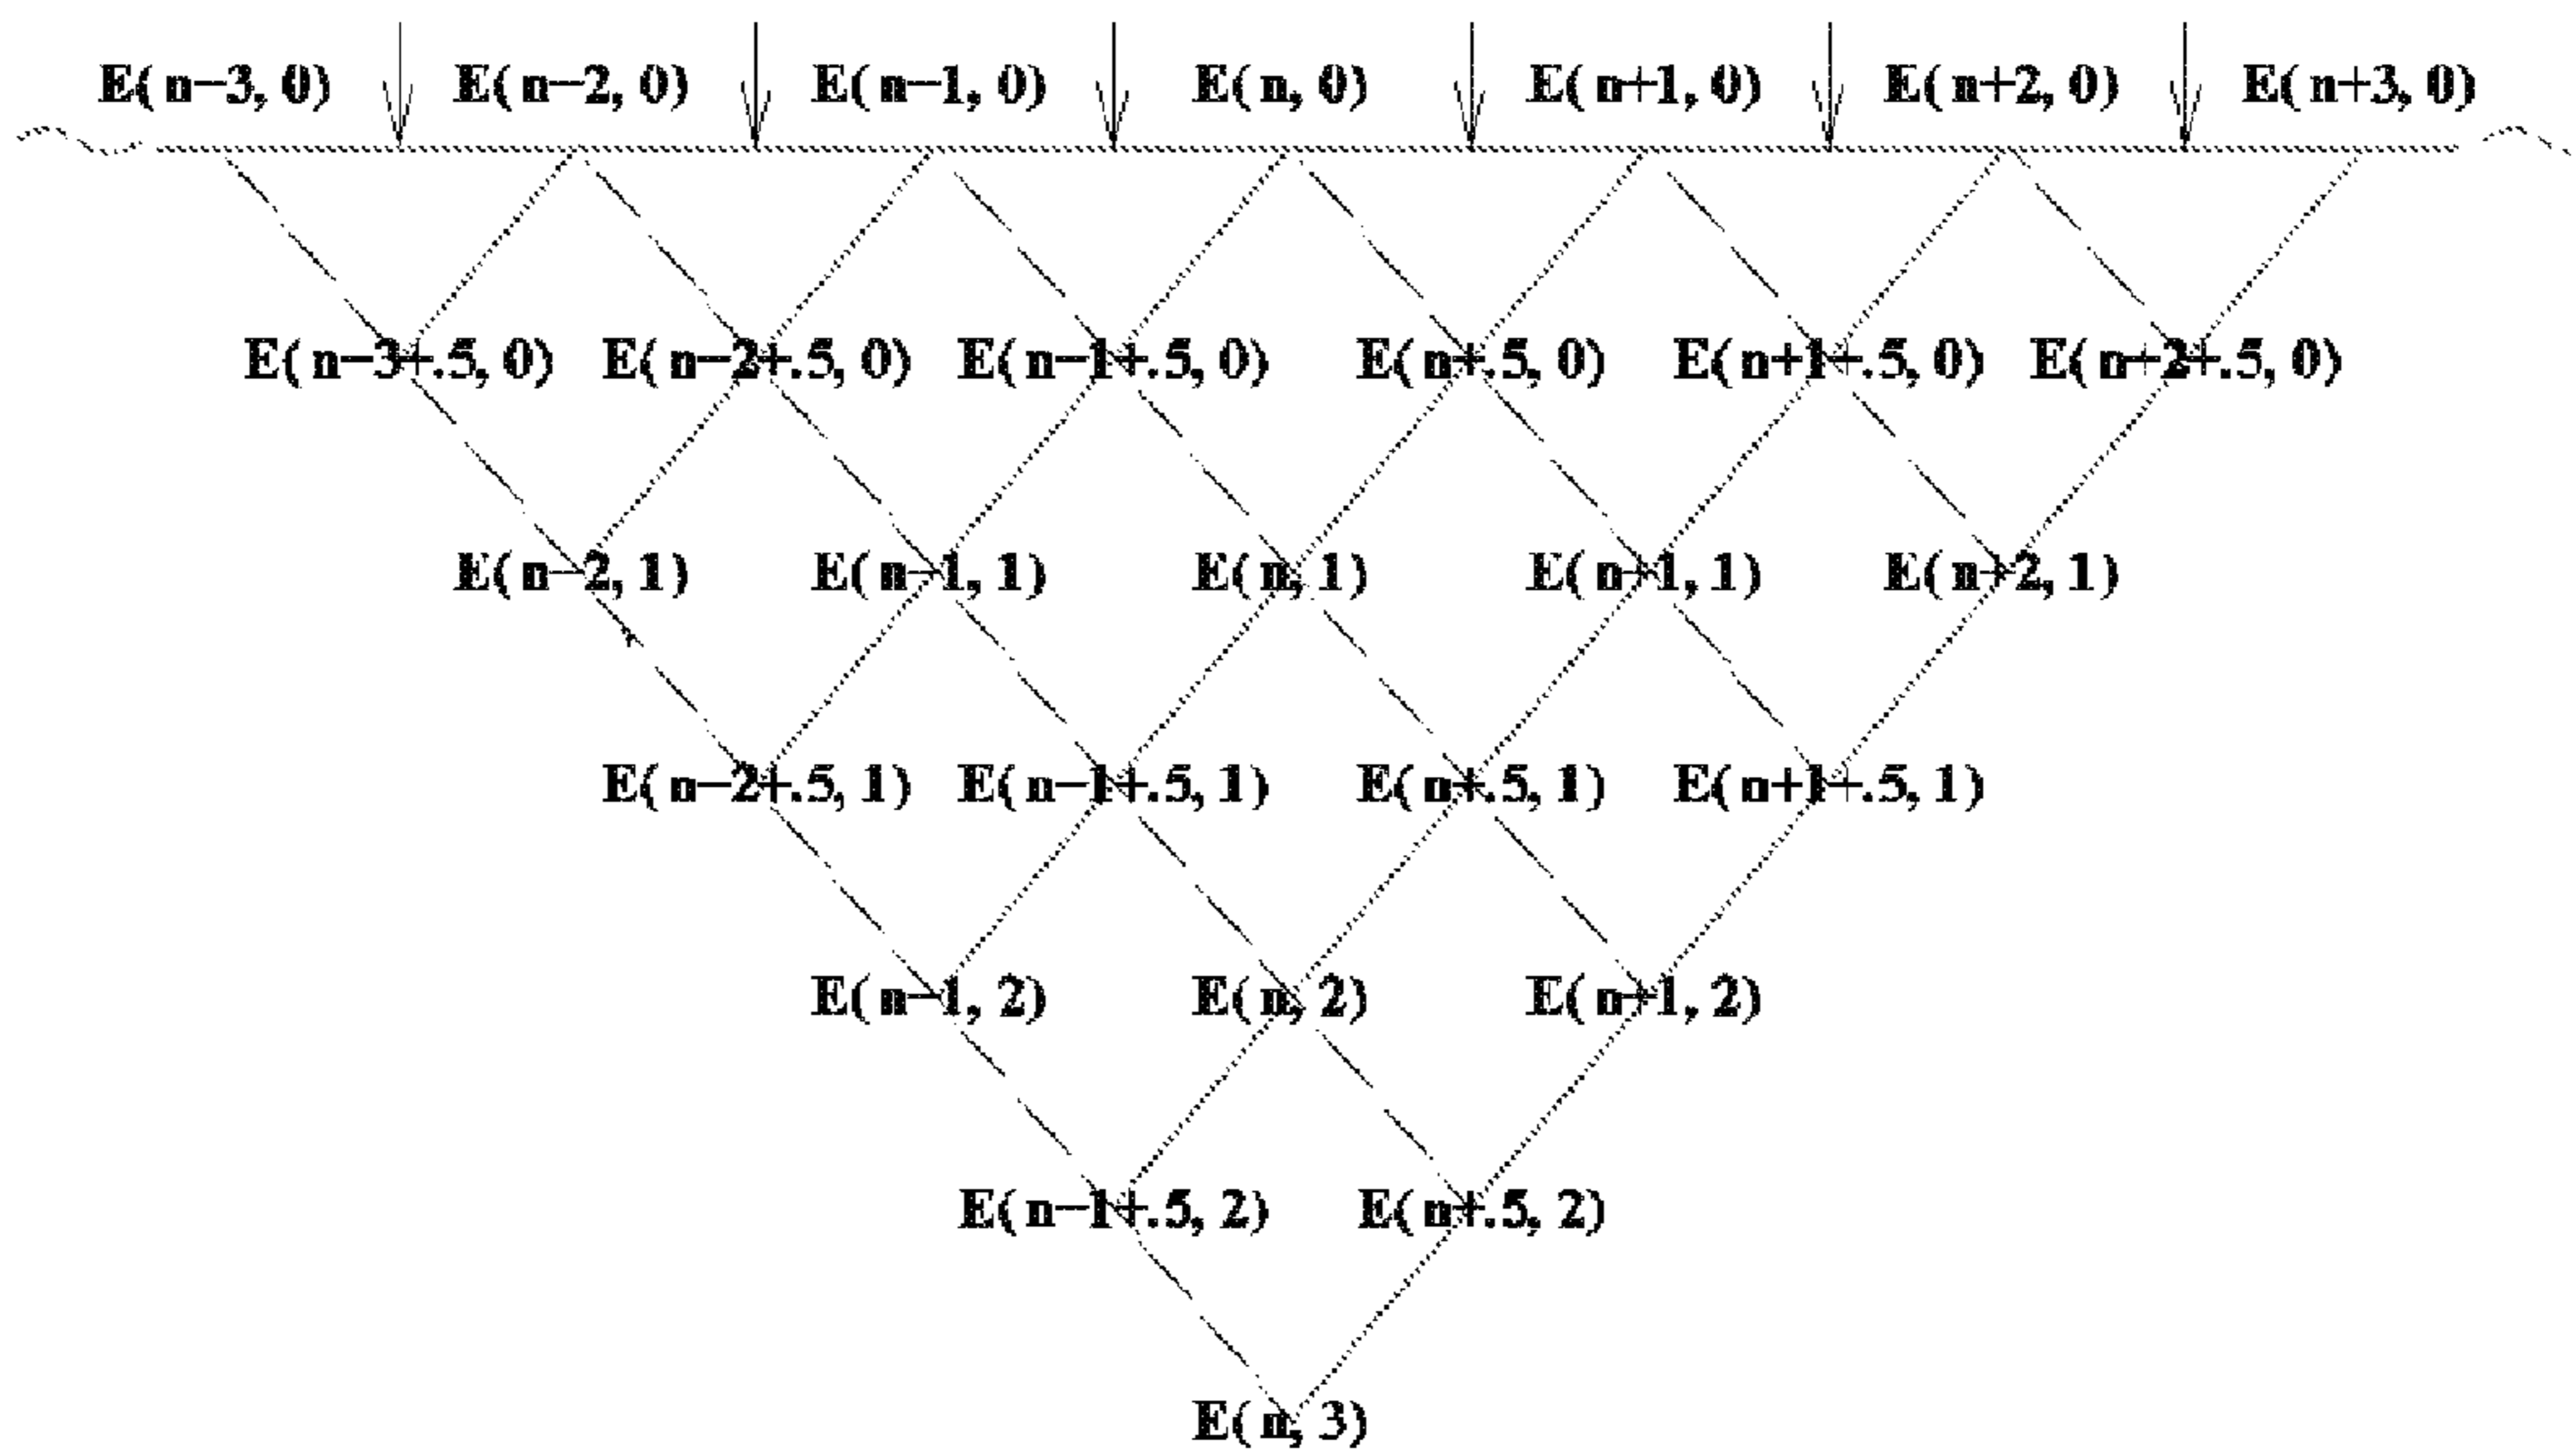 E(n−3, 0) E(n−2, 0) E(n−1, 0) E(n, 0) E(n+1, 0) E(n+2, 0) E(n+3, 0)
E(n−3+.5, 0) E(n−2+.5, 0) E(n−1+.5, 0) E(n+.5, 0) E(n+1+.5, 0) E(n+2+.5, 0)
E(n−2, 1) E(n−1, 1) E(n, 1) E(n+1, 1) E(n+2, 1)
E(n−2+.5, 1) E(n−1+.5, 1) E(n+.5, 1) E(n+1+.5, 1)
E(n−1, 2) E(n, 2) E(n+1, 2)
E(n−1+.5, 2) E(n+.5, 2)
E(n, 3)